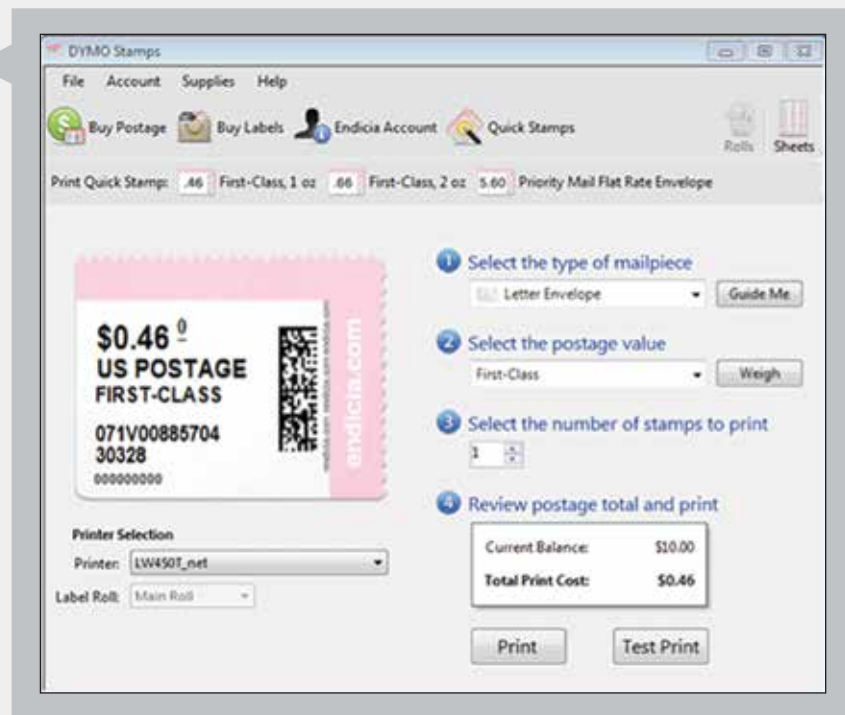 DYMO Stamps
File Account Supplies Help
Buy Postage Buy Labels Endicia Account Quick Stamps Rolls Sheets
Print Quick Stamp: .46 First-Class, 1 oz .66 First-Class, 2 oz 5.60 Priority Mail Flat Rate Envelope
$0.46 0
US POSTAGE
FIRST-CLASS
071V00885704
30328
000000000
endicia.com
Printer Selection
Printer: LW450T_net
Label Roll: Main Roll
1 Select the type of mailpiece
Letter Envelope Guide Me
2 Select the postage value
First-Class Weigh
3 Select the number of stamps to print
1
4 Review postage total and print
Current Balance: $10.00
Total Print Cost: $0.46
Print Test Print